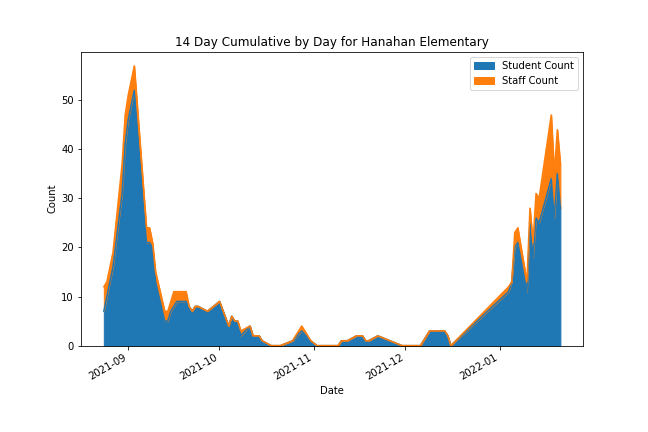 14 Day Cumulative by Day for Hanahan Elementary
Student Count
Staff Count
50
40
30
20
10
0
Count
2021-09
2021-10
2021-11
2021-12
2022-01
Date